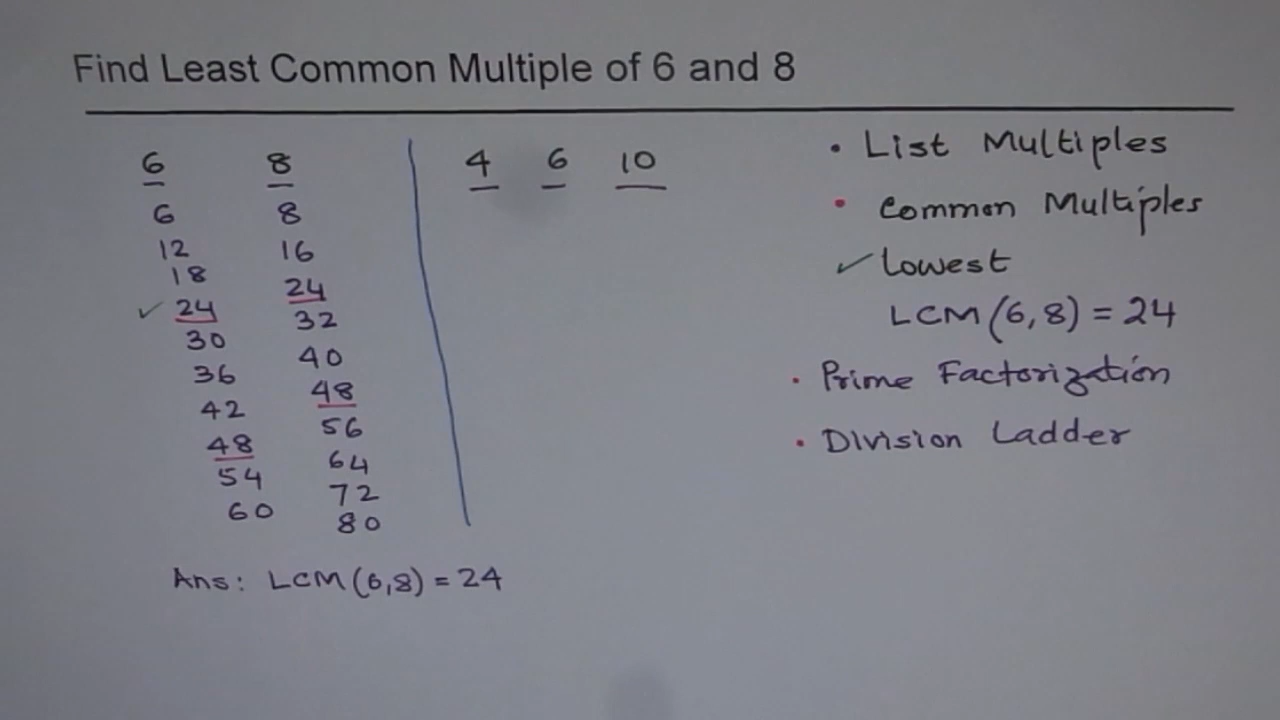 Find Least Common Multiple of 6 and 8
6 8
6 8
12 16
18 24
24 32
30 40
36 48
42 56
48 64
54 72
60 80
Ans: LCM (6,8) = 24
4 6 10
• List Multiples
• Common Multiples
✓ Lowest
LCM (6,8) = 24
• Prime Factorization
• Division Ladder